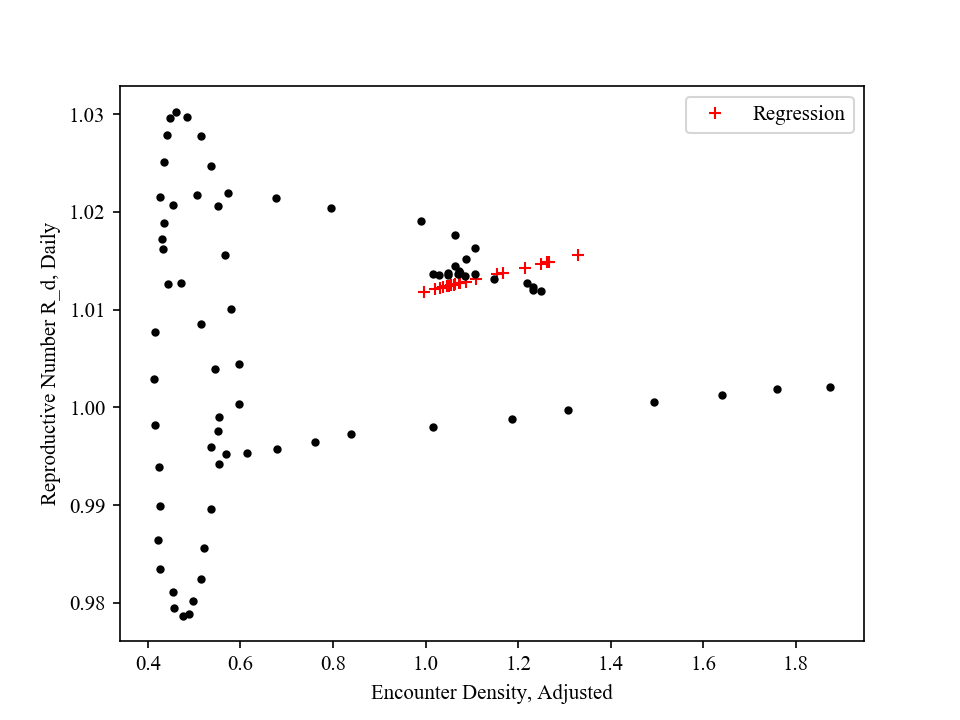 Regression
Reproductive Number R_d, Daily
1.03
1.02
1.01
1.00
0.99
0.98
0.4 0.6 0.8 1.0 1.2 1.4 1.6 1.8
Encounter Density, Adjusted